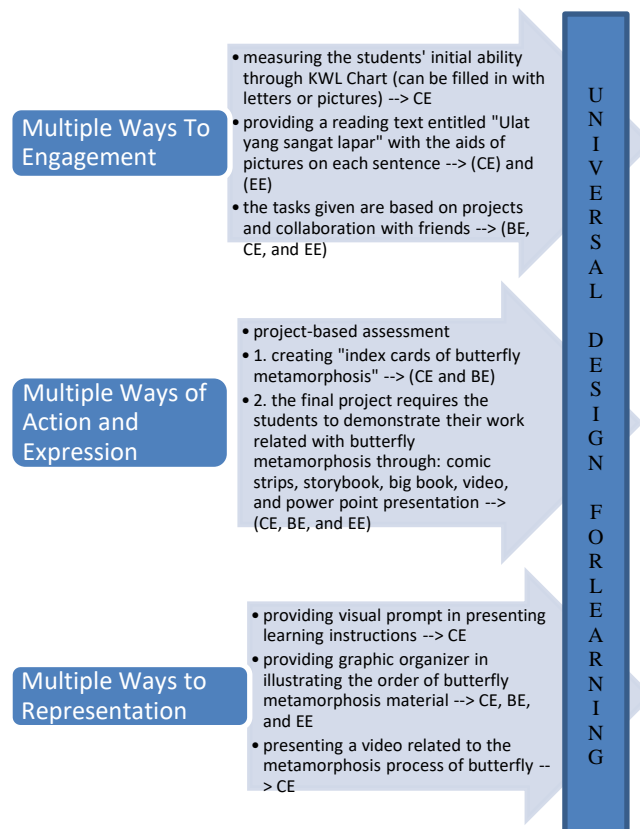 Multiple Ways To
Engagement
• measuring the students' initial ability
through KWL Chart (can be filled in with
letters or pictures) --> CE
• providing a reading text entitled "Ulat
yang sangat lapar" with the aids of
pictures on each sentence --> (CE) and
(EE)
• the tasks given are based on projects
and collaboration with friends --> (BE,
CE, and EE)
Multiple Ways of
Action and
Expression
• project-based assessment
• 1. creating "index cards of butterfly
metamorphosis" --> (CE and BE)
• 2. the final project requires the
students to demonstrate their work
related with butterfly
metamorphosis through: comic
strips, storybook, big book, video,
and power point presentation -->
(CE, BE, and EE)
Multiple Ways to
Representation
• providing visual prompt in presenting
learning instructions --> CE
• providing graphic organizer in
illustrating the order of butterfly
metamorphosis material --> CE, BE,
and EE
• presenting a video related to the
metamorphosis process of butterfly --
> CE
UNIVERSAL DESIGN FORLEARNING